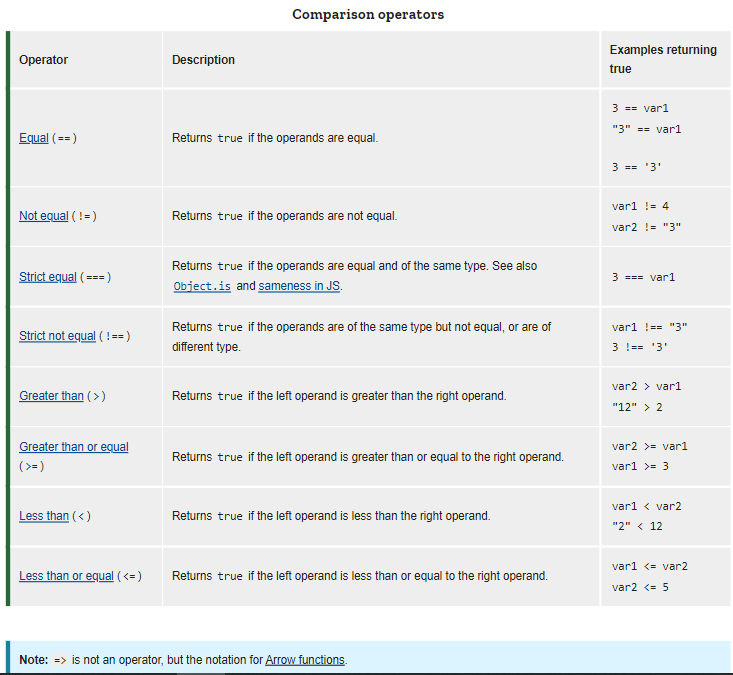 Comparison operators
Operator
Description
Examples returning
true
Equal (==)
Returns true if the operands are equal.
3 == var1
"3" == var1
3 == '3'
Not equal (!=)
Returns true if the operands are not equal.
var1 != 4
var2 != "3"
Strict equal (===)
Returns true if the operands are equal and of the same type. See also
Object.is and sameness in JS.
3 === var1
Strict not equal (!==)
Returns true if the operands are of the same type but not equal, or are of
different type.
var1 !== "3"
3 !== '3'
Greater than (>)
Returns true if the left operand is greater than the right operand.
var2 > var1
"12" > 2
Greater than or equal
(>=)
Returns true if the left operand is greater than or equal to the right operand.
var2 >= var1
var1 >= 3
Less than (<)
Returns true if the left operand is less than the right operand.
var1 < var2
"2" < 12
Less than or equal (<=)
Returns true if the left operand is less than or equal to the right operand.
var1 <= var2
var2 <= 5
Note: => is not an operator, but the notation for Arrow functions.